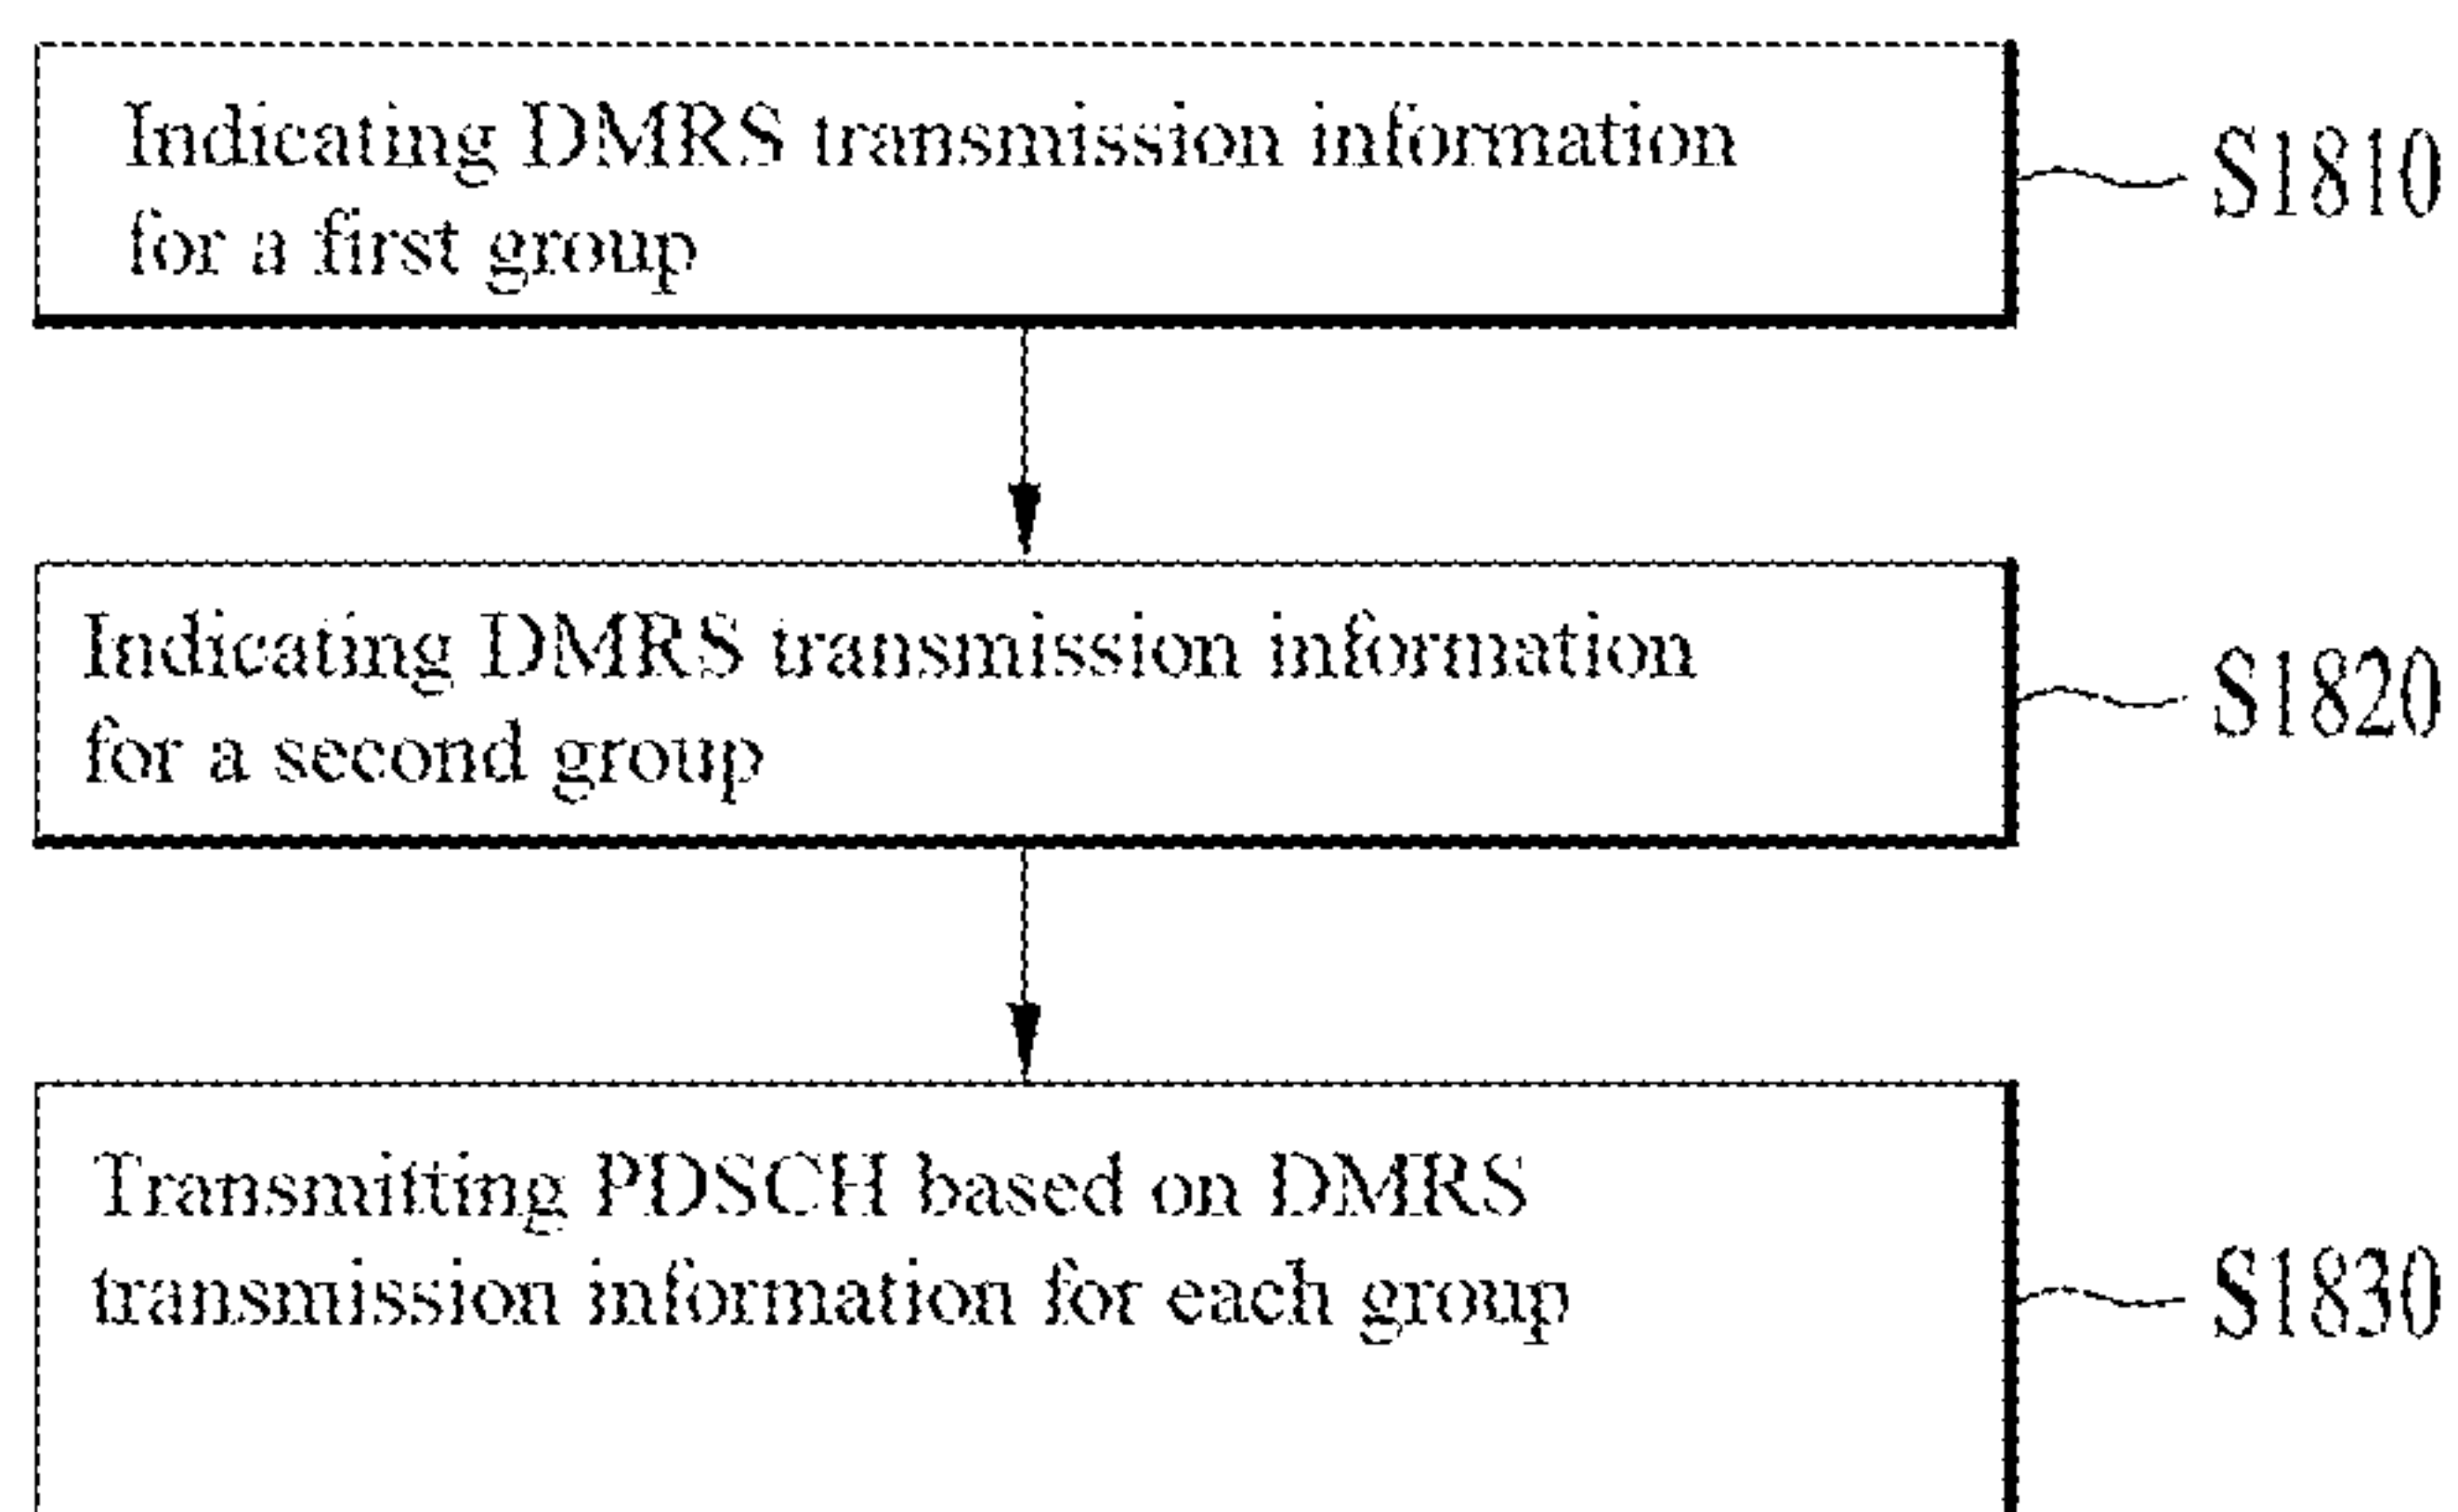 Indicating DMRS transmission information
for a first group
S1810
Indicating DMRS transmission information
for a second group
S1820
Transmitting PDSCH based on DMRS
transmission information for each group
S1830